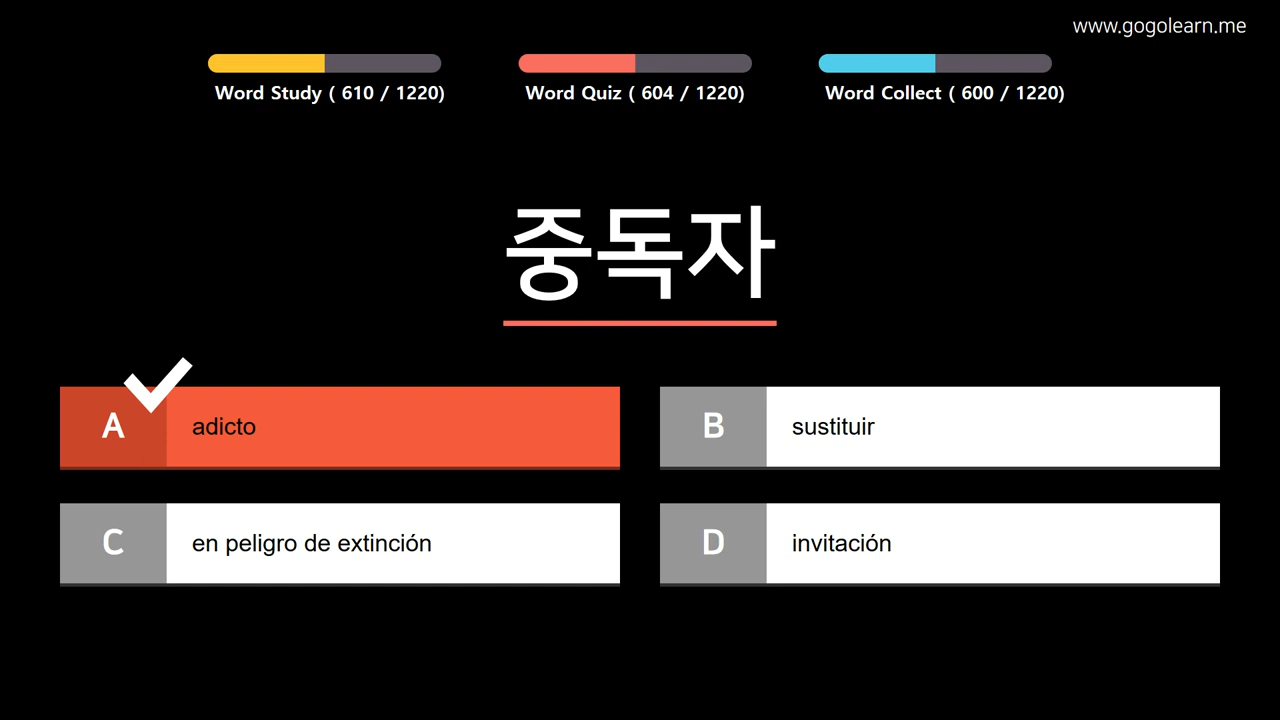 www.gogolearn.me
Word Study ( 610 / 1220)
Word Quiz ( 604 / 1220)
Word Collect ( 600 / 1220)
중독자
A adicto
B sustituir
C en peligro de extinción
D invitación